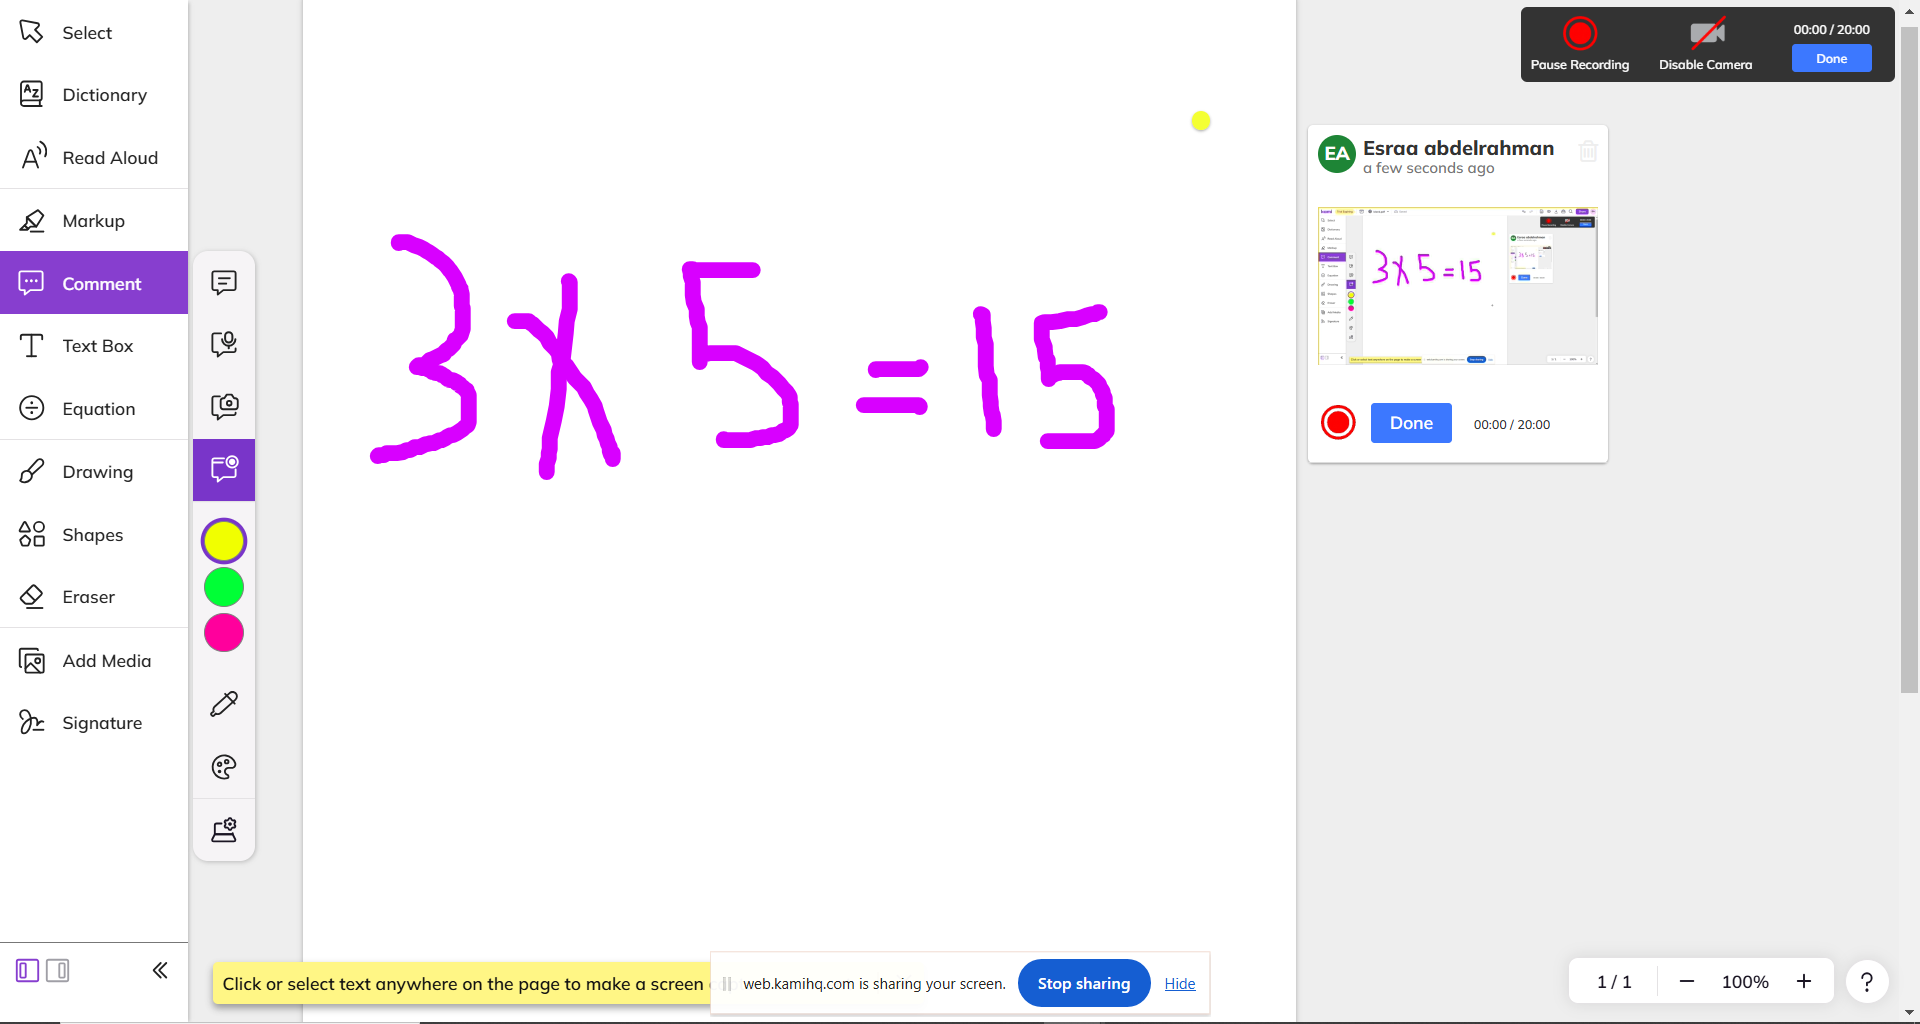 Select
Dictionary
Read Aloud
Markup
Comment
Text Box
Equation
Drawing
Shapes
Eraser
Add Media
Signature
3 x 5 = 15
Pause Recording
Disable Camera
00:00 / 20:00
Done
EA
Esraa abdelrahman
a few seconds ago
3 x 5 = 15
Done
00:00 / 20:00
Click or select text anywhere on the page to make a screen
web.kamihq.com is sharing your screen.
Stop sharing
Hide
1 / 1
100%
?